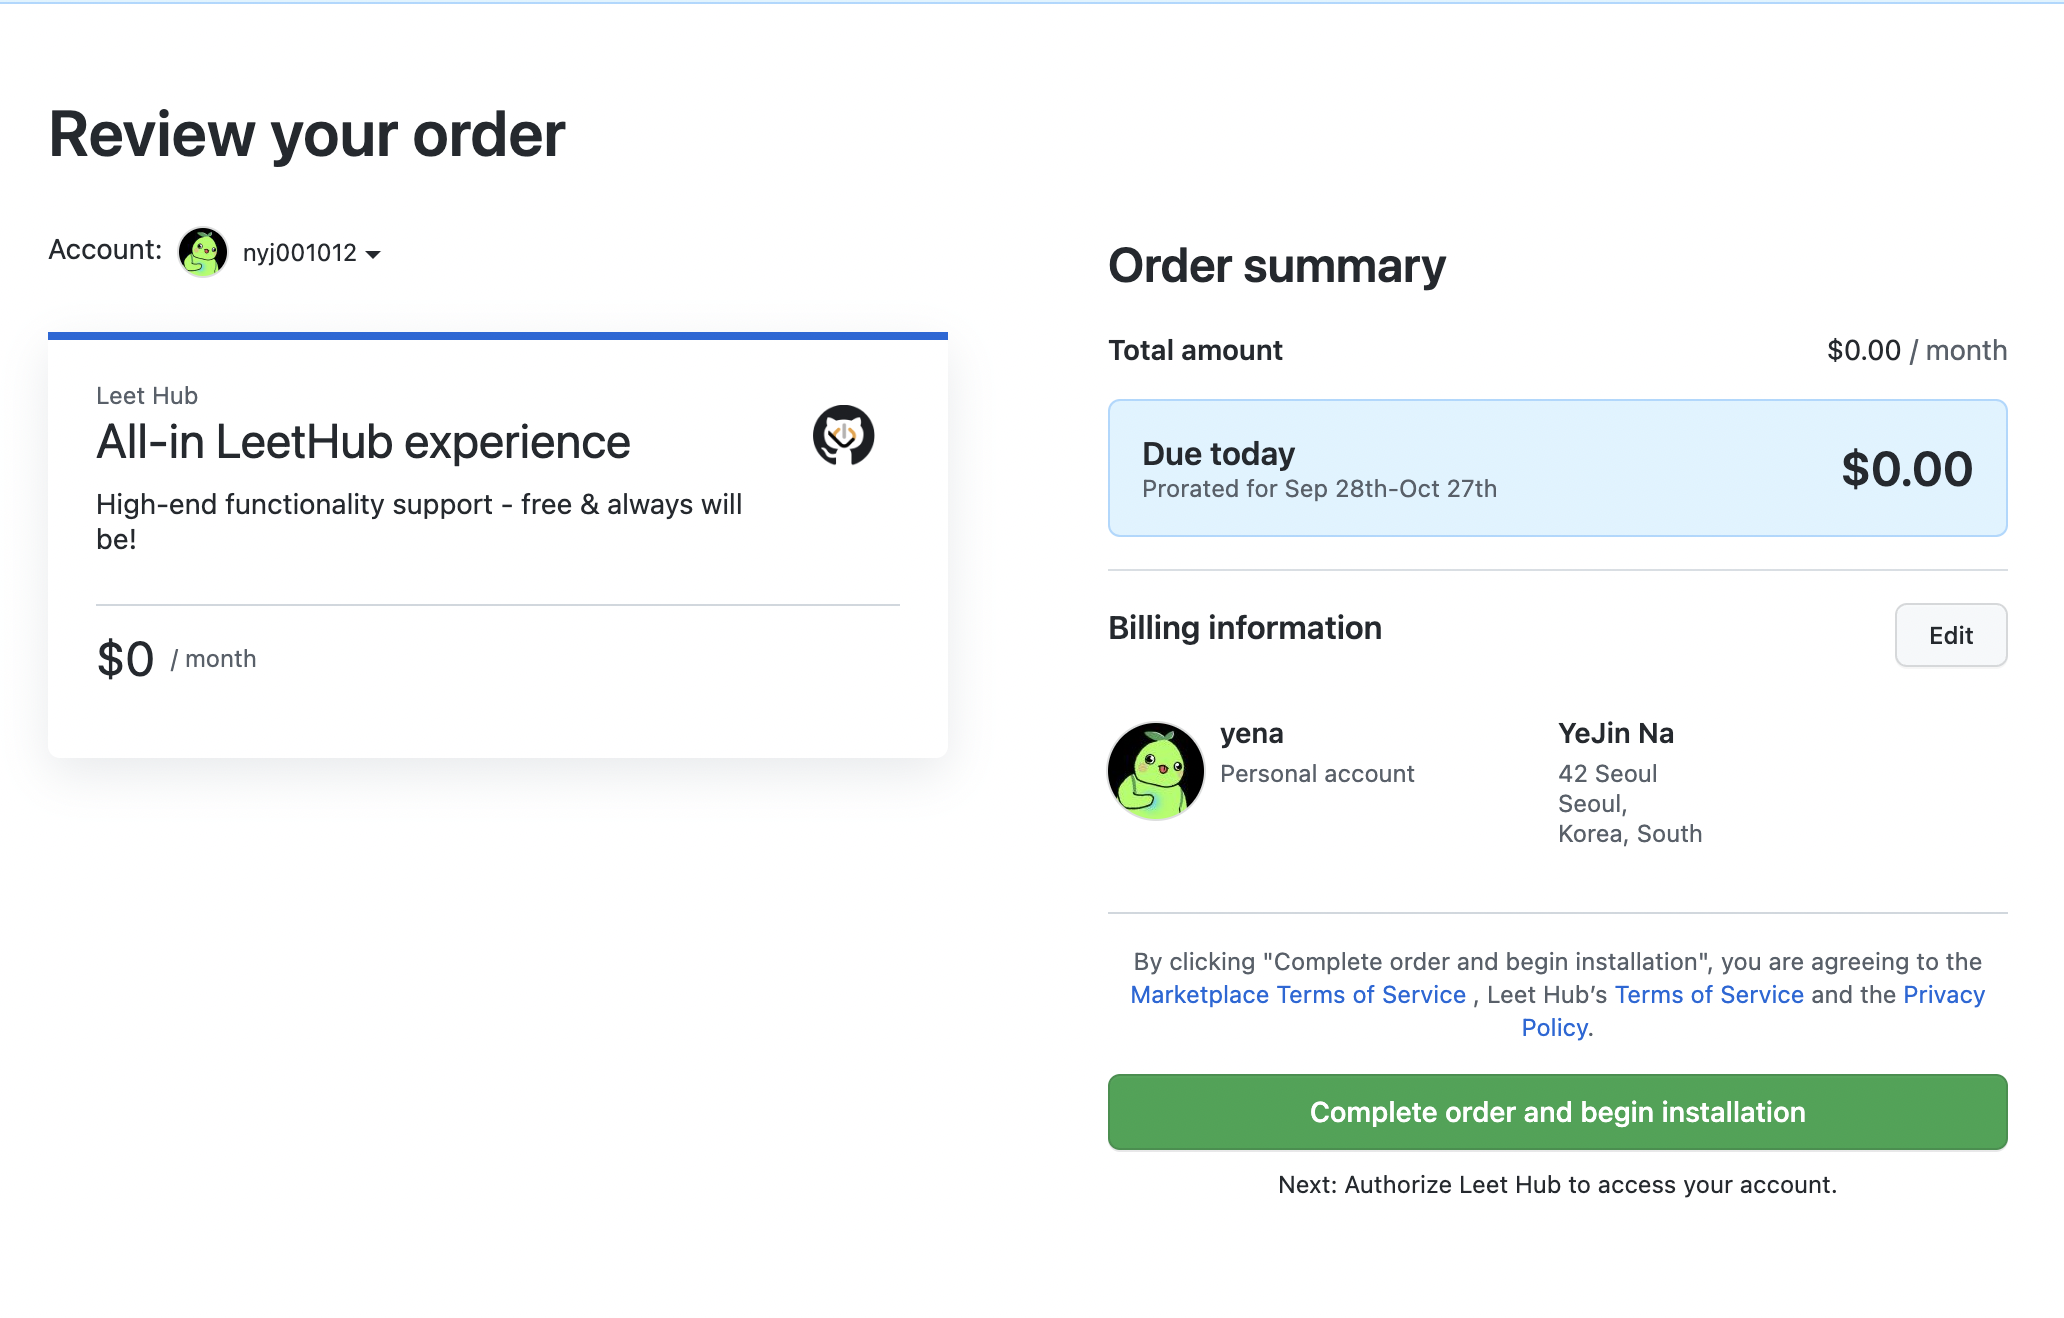 Review your order
Account: nyj001012
Leet Hub
All-in LeetHub experience
High-end functionality support - free & always will
be!
$0 / month
Order summary
Total amount $0.00 / month
Due today
Prorated for Sep 28th-Oct 27th
$0.00
Billing information
Edit
yena
Personal account
YeJin Na
42 Seoul
Seoul,
Korea, South
By clicking "Complete order and begin installation", you are agreeing to the
Marketplace Terms of Service , Leet Hub’s Terms of Service and the Privacy
Policy.
Complete order and begin installation
Next: Authorize Leet Hub to access your account.